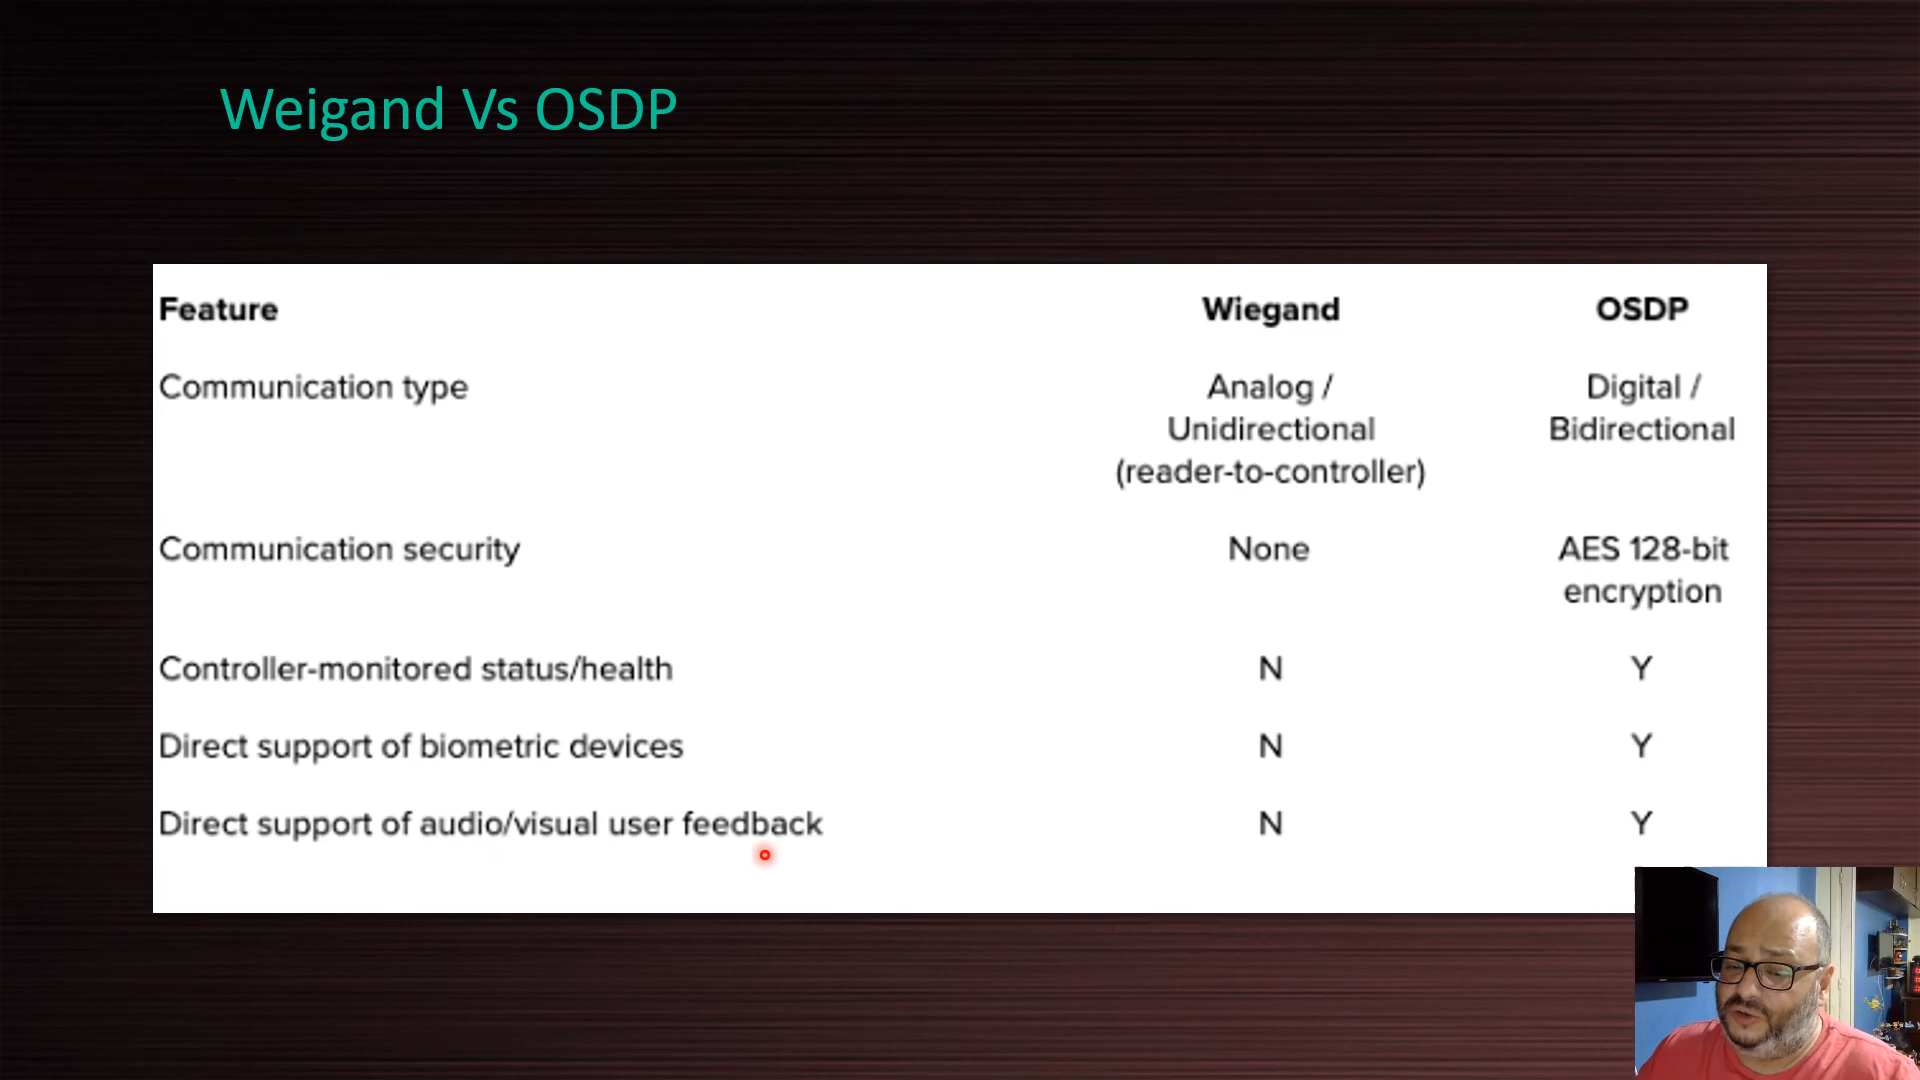 Weigand Vs OSDP
Feature Wiegand OSDP
Communication type Analog / Digital /
Unidirectional Bidirectional
(reader-to-controller)
Communication security None AES 128-bit
encryption
Controller-monitored status/health N Y
Direct support of biometric devices N Y
Direct support of audio/visual user feedback N Y